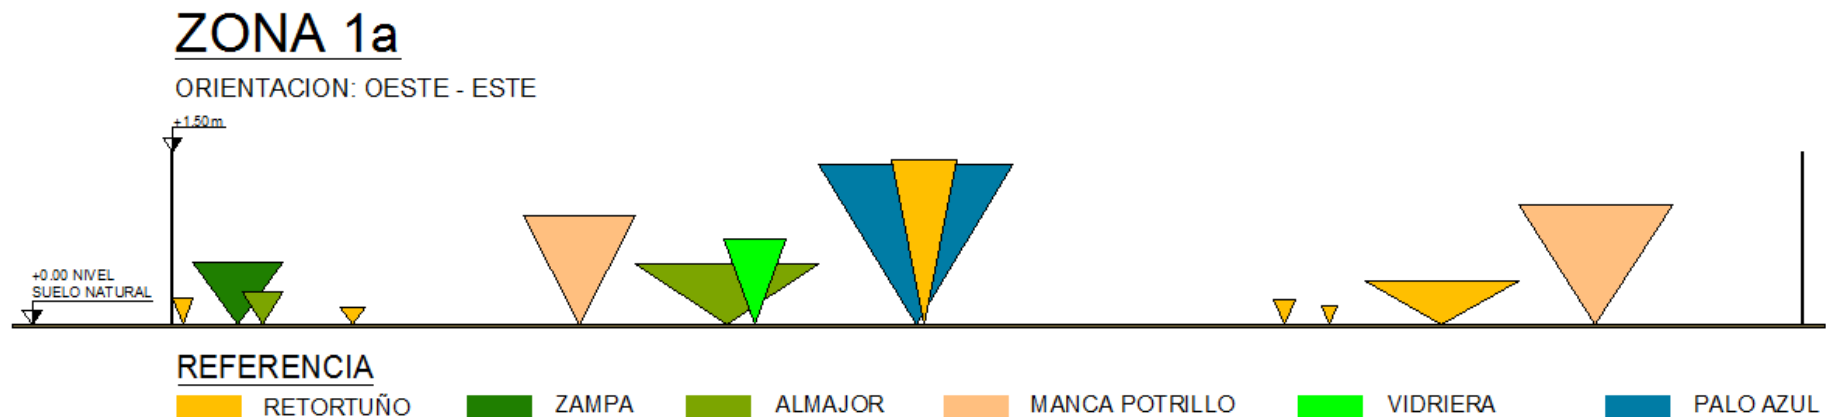 ZONA 1a
ORIENTACION: OESTE - ESTE
+1.50m
+0.00 NIVEL
SUELO NATURAL
REFERENCIA
RETORTUÑO ZAMPA ALMAJOR MANCA POTRILLO VIDRIERA PALO AZUL